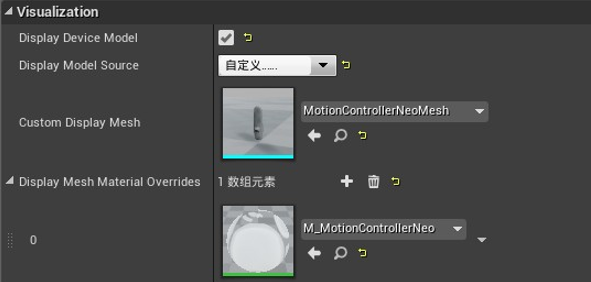 Visualization
Display Device Model
Display Model Source
自定义......
Custom Display Mesh
MotionControllerNeoMesh
Display Mesh Material Overrides
1 数组元素
0
M_MotionControllerNeo